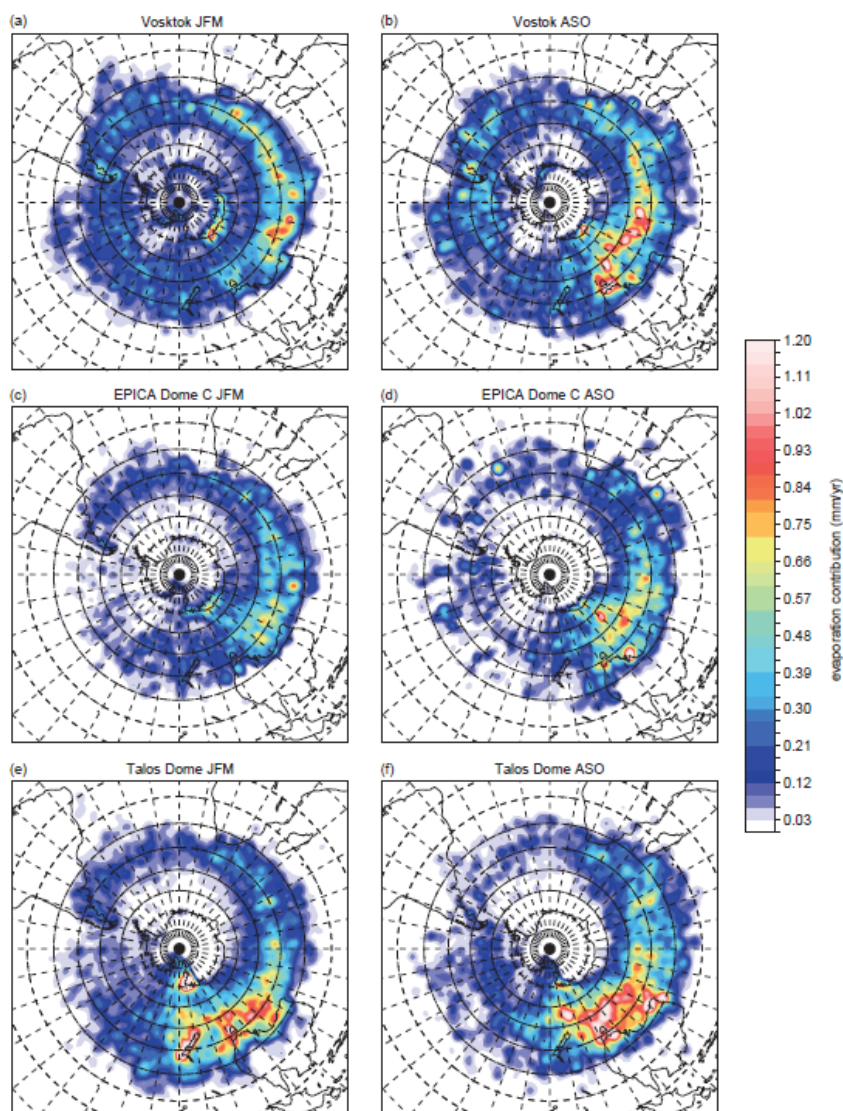 (a) Vosktok JFM
(b) Vostok ASO
(c) EPICA Dome C JFM
(d) EPICA Dome C ASO
(e) Talos Dome JFM
(f) Talos Dome ASO
1.20
1.11
1.02
0.93
0.84
0.75
0.66
0.57
0.48
0.39
0.30
0.21
0.12
0.03
evaporation contribution (mm/yr)